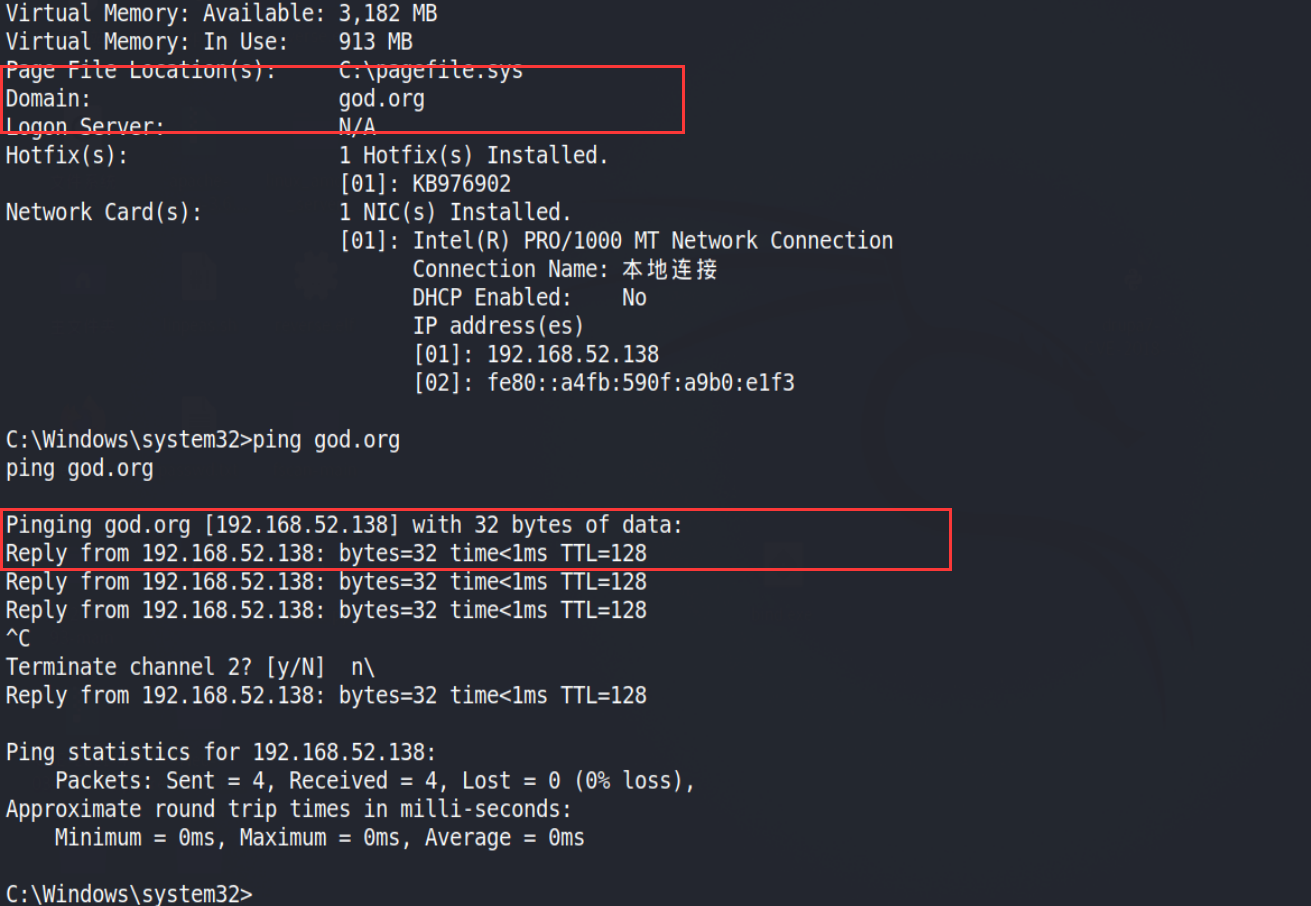 Virtual Memory: Available: 3,182 MB
Virtual Memory: In Use:    913 MB
Page File Location(s):     C:\pagefile.sys
Domain:                    god.org
Logon Server:              N/A
Hotfix(s):                 1 Hotfix(s) Installed.
                           [01]: KB976902
Network Card(s):           1 NIC(s) Installed.
                           [01]: Intel(R) PRO/1000 MT Network Connection
                                 Connection Name: 本地连接
                                 DHCP Enabled:    No
                                 IP address(es)
                                 [01]: 192.168.52.138
                                 [02]: fe80::a4fb:590f:a9b0:e1f3
C:\Windows\system32>ping god.org
ping god.org
Pinging god.org [192.168.52.138] with 32 bytes of data:
Reply from 192.168.52.138: bytes=32 time<1ms TTL=128
Reply from 192.168.52.138: bytes=32 time<1ms TTL=128
Reply from 192.168.52.138: bytes=32 time<1ms TTL=128
^C
Terminate channel 2? [y/N]  n\
Reply from 192.168.52.138: bytes=32 time<1ms TTL=128
Ping statistics for 192.168.52.138:
    Packets: Sent = 4, Received = 4, Lost = 0 (0% loss),
Approximate round trip times in milli-seconds:
    Minimum = 0ms, Maximum = 0ms, Average = 0ms
C:\Windows\system32>